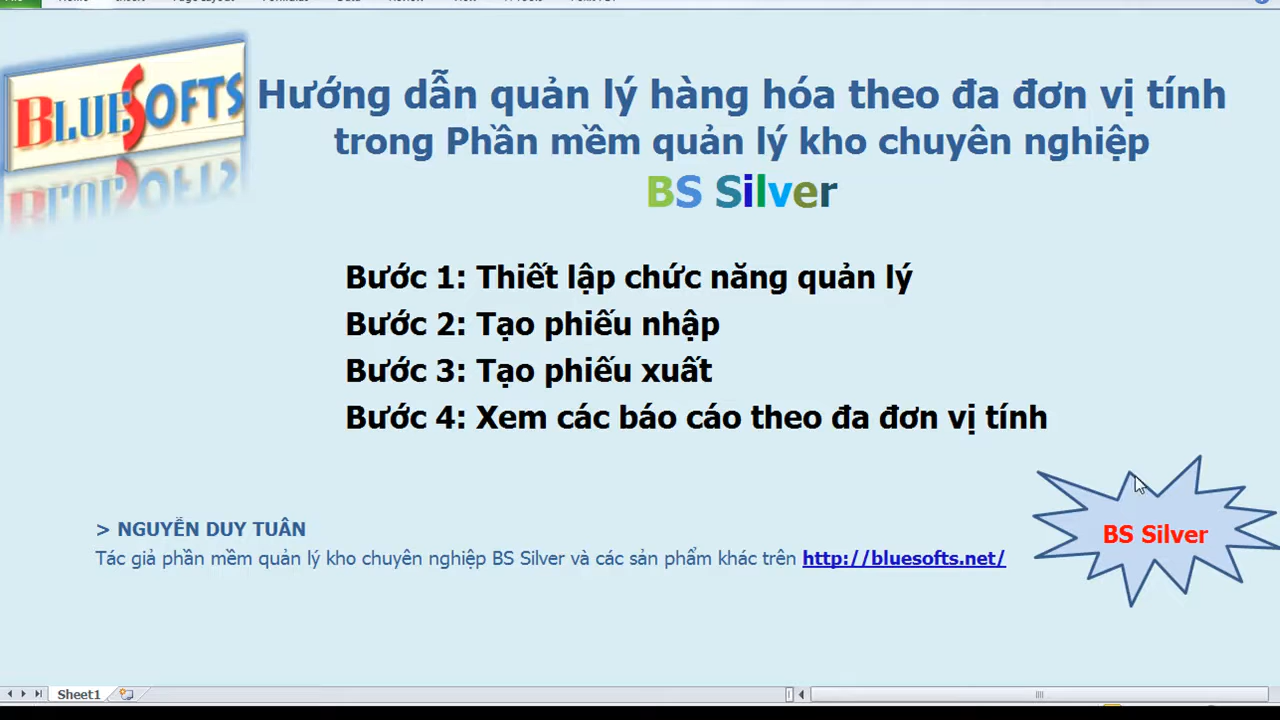 BLUESOFTS
Hướng dẫn quản lý hàng hóa theo đa đơn vị tính
trong Phần mềm quản lý kho chuyên nghiệp
BS Silver
Bước 1: Thiết lập chức năng quản lý
Bước 2: Tạo phiếu nhập
Bước 3: Tạo phiếu xuất
Bước 4: Xem các báo cáo theo đa đơn vị tính
BS Silver
> NGUYỄN DUY TUÂN
Tác giả phần mềm quản lý kho chuyên nghiệp BS Silver và các sản phẩm khác trên http://bluesofts.net/
Sheet1